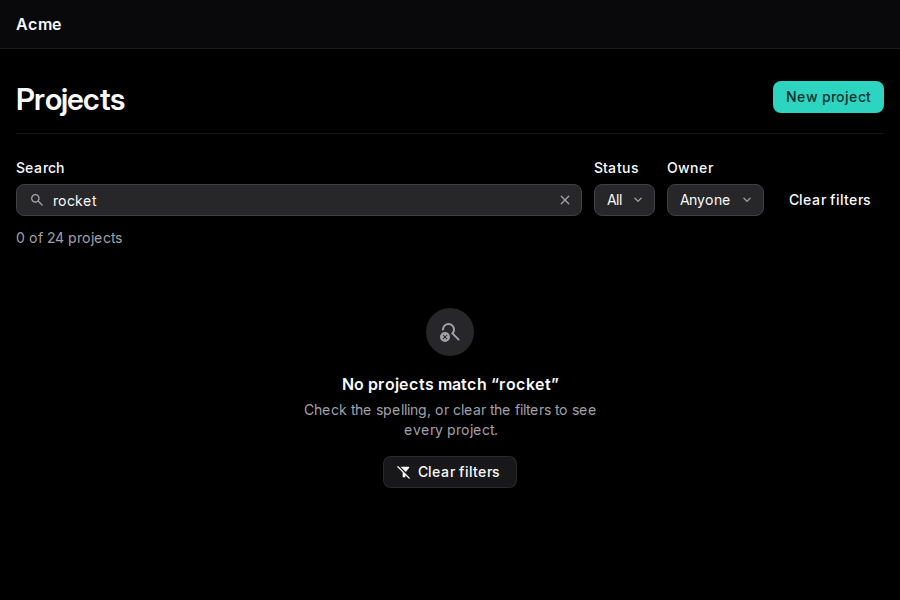 Acme
Projects
New project
Search
Status
Owner
rocket
All
Anyone
Clear filters
0 of 24 projects
No projects match “rocket”
Check the spelling, or clear the filters to see
every project.
Clear filters